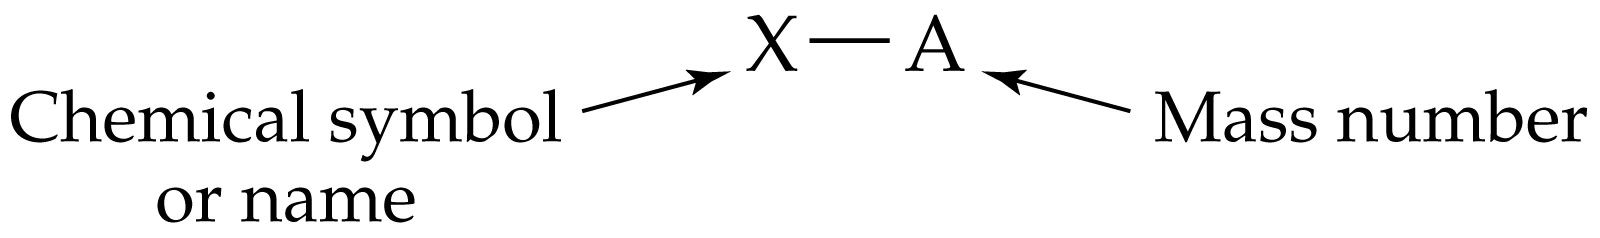 X — A
Chemical symbol
or name
Mass number